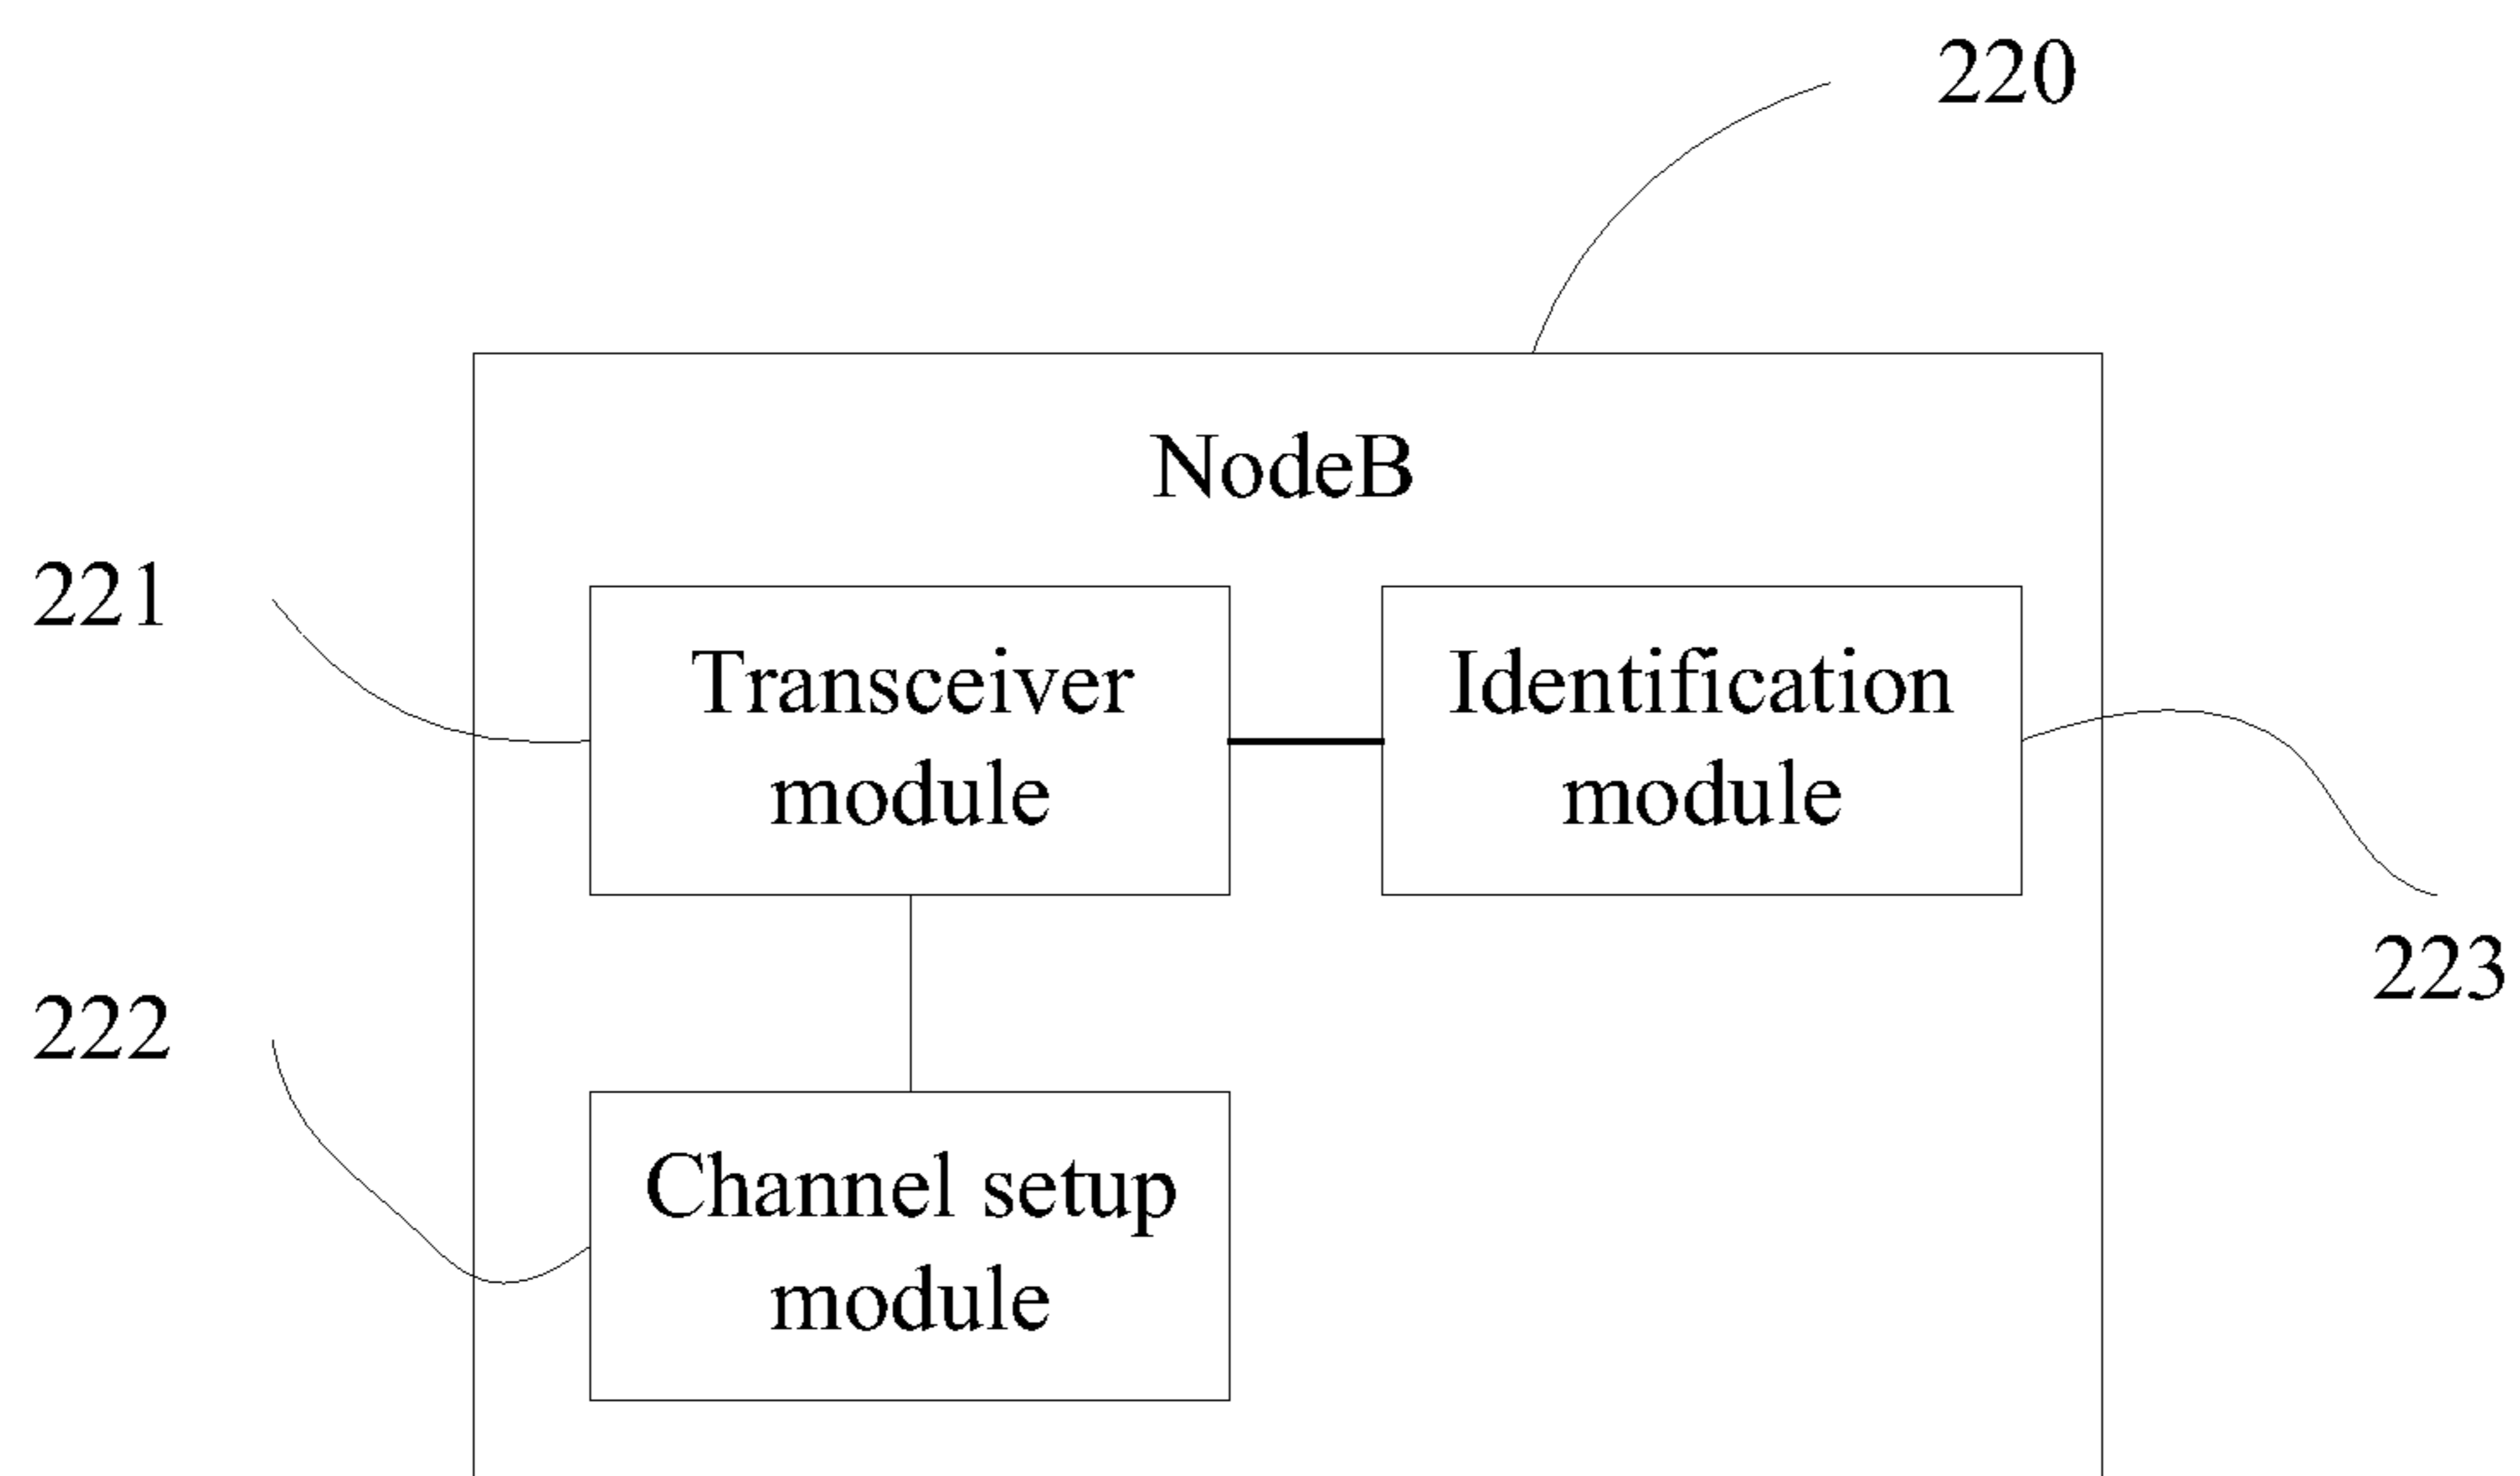 220
NodeB
221
Transceiver
module
Identification
module
223
222
Channel setup
module